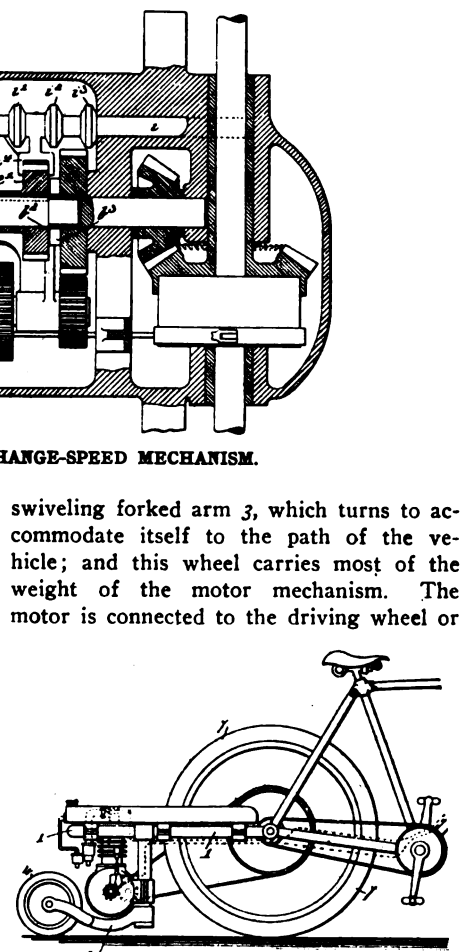 HANGE-SPEED MECHANISM.
swiveling forked arm 3, which turns to ac-
commodate itself to the path of the ve-
hicle; and this wheel carries most of the
weight of the motor mechanism. The
motor is connected to the driving wheel or